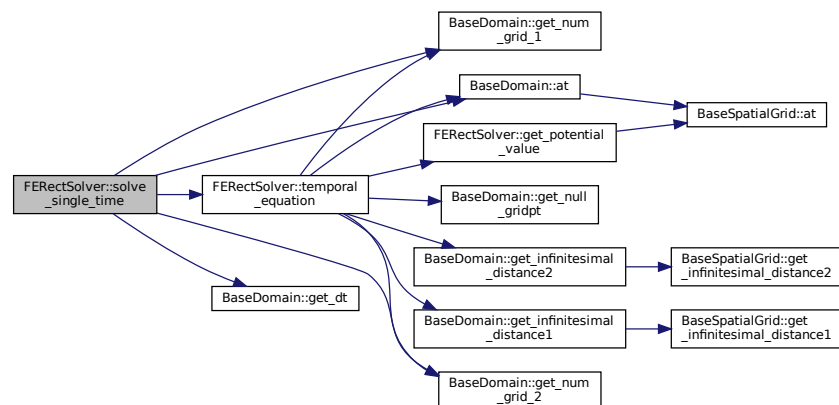 BaseDomain::get_num
_grid_1
BaseDomain::at
BaseSpatialGrid::at
FERectSolver::get_potential
_value
FERectSolver::solve
_single_time
FERectSolver::temporal
_equation
BaseDomain::get_null
_gridpt
BaseDomain::get_infinitesimal
_distance2
BaseSpatialGrid::get
_infinitesimal_distance2
BaseDomain::get_dt
BaseDomain::get_infinitesimal
_distance1
BaseSpatialGrid::get
_infinitesimal_distance1
BaseDomain::get_num
_grid_2